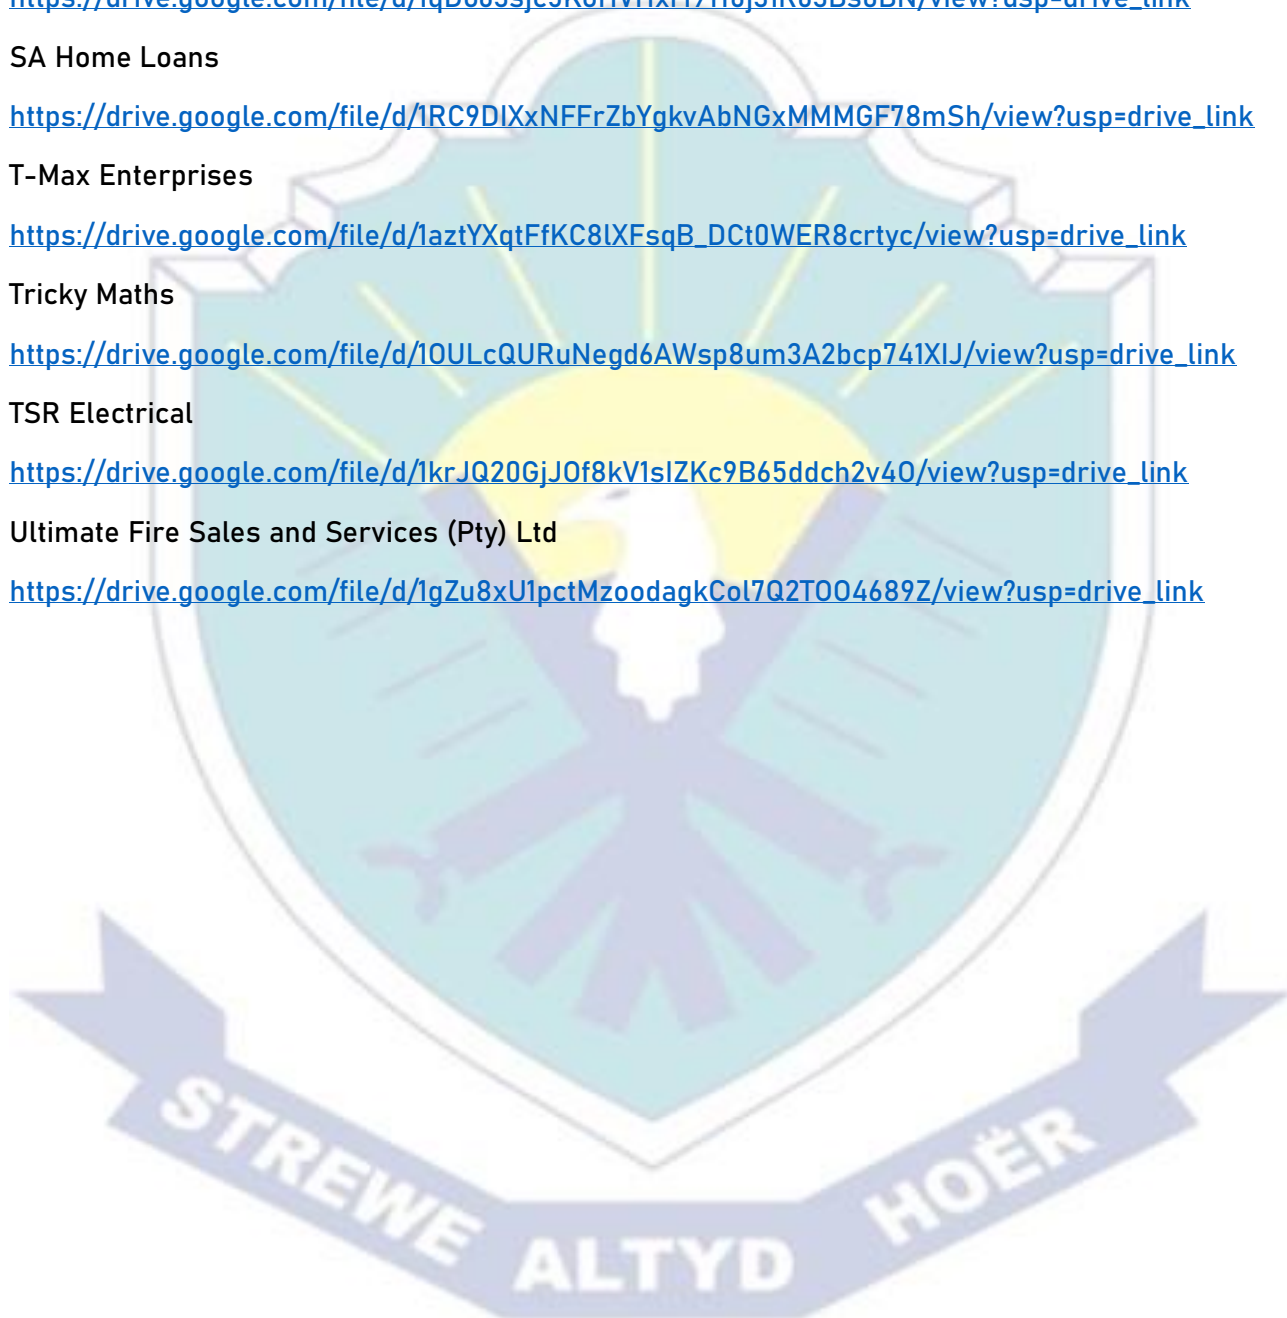 SA Home Loans
https://drive.google.com/file/d/1RC9DIXxNFFrZbYgkvAbNGxMMMGF78mSh/view?usp=drive_link
T-Max Enterprises
https://drive.google.com/file/d/1aztYXqtFfKC8lXFsqB_DCt0WER8crtyc/view?usp=drive_link
Tricky Maths
https://drive.google.com/file/d/1OULcQURuNegd6AWsp8um3A2bcp741XIJ/view?usp=drive_link
TSR Electrical
https://drive.google.com/file/d/1krJQ20GjJOf8kV1sIZKc9B65ddch2v4O/view?usp=drive_link
Ultimate Fire Sales and Services (Pty) Ltd
https://drive.google.com/file/d/1gZu8xU1pctMzoodagkCol7Q2TOO4689Z/view?usp=drive_link
STREWE ALTYD HOËR